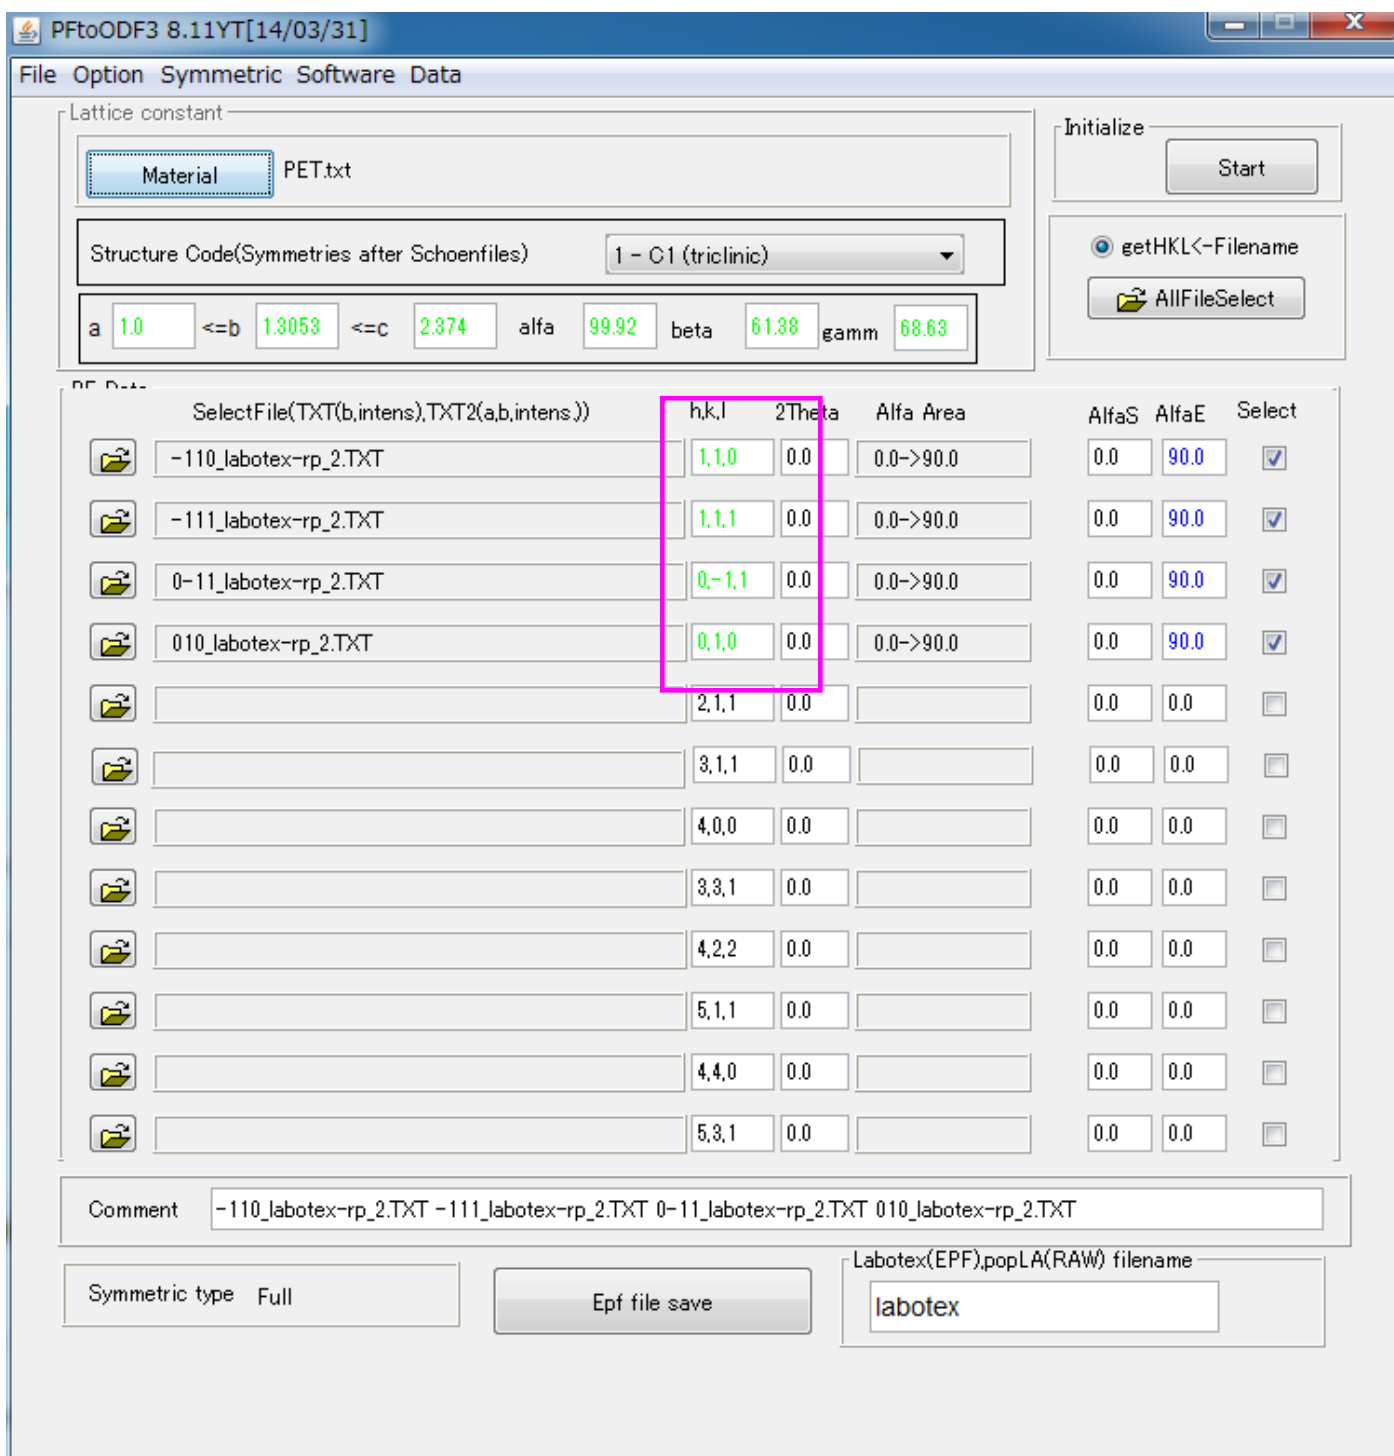 PFtoODF3 8.11YT[14/03/31]
File Option Symmetric Software Data
Lattice constant
Initialize
Material PET.txt
Start
Structure Code(Symmetries after Schoenfiles) 1 - C1 (triclinic)
getHKL<-Filename
AllFileSelect
a 1.0 <=b 1.3053 <=c 2.374 alfa 99.92 beta 61.38 gamm 68.63
PF Data
SelectFile(TXT(b,intens),TXT2(a,b,intens.)) h,k,l 2Theta Alfa Area AlfaS AlfaE Select
-110_labotex-rp_2.TXT 1,1,0 0.0 0.0->90.0 0.0 90.0
-111_labotex-rp_2.TXT 1,1,1 0.0 0.0->90.0 0.0 90.0
0-11_labotex-rp_2.TXT 0,-1,1 0.0 0.0->90.0 0.0 90.0
010_labotex-rp_2.TXT 0,1,0 0.0 0.0->90.0 0.0 90.0
2,1,1 0.0 0.0 0.0
3,1,1 0.0 0.0 0.0
4,0,0 0.0 0.0 0.0
3,3,1 0.0 0.0 0.0
4,2,2 0.0 0.0 0.0
5,1,1 0.0 0.0 0.0
4,4,0 0.0 0.0 0.0
5,3,1 0.0 0.0 0.0
Comment -110_labotex-rp_2.TXT -111_labotex-rp_2.TXT 0-11_labotex-rp_2.TXT 010_labotex-rp_2.TXT
Symmetric type Full
Epf file save
Labotex(EPF),popLA(RAW) filename
labotex